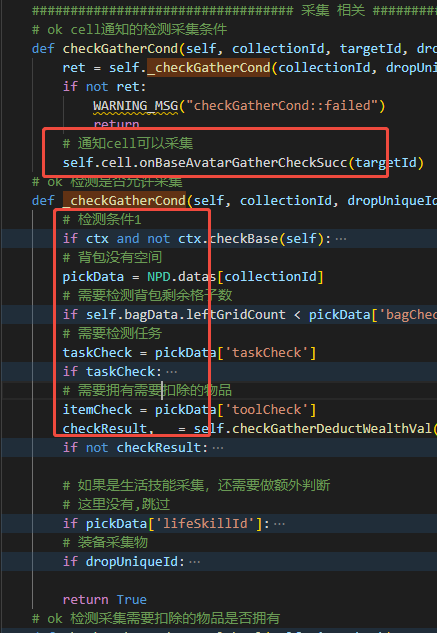 ################################# 采集 相关 ##########
# ok cell通知的检测采集条件
def checkGatherCond(self, collectionId, targetId, dro
ret = self._checkGatherCond(collectionId, dropUni
if not ret:
WARNING_MSG("checkGatherCond::failed")
return
# 通知cell可以采集
self.cell.onBaseAvatarGatherCheckSucc(targetId)
# ok 检测是否允许采集
def _checkGatherCond(self, collectionId, dropUniqueId
# 检测条件1
if ctx and not ctx.checkBase(self):…
# 背包没有空间
pickData = NPD.datas[collectionId]
# 需要检测背包剩余格子数
if self.bagData.leftGridCount < pickData['bagChec
# 需要检测任务
taskCheck = pickData['taskCheck']
if taskCheck:…
# 需要拥有需要扣除的物品
itemCheck = pickData['toolCheck']
checkResult, _ = self.checkGatherDeductWealthVal(
if not checkResult:…
# 如果是生活技能采集，还需要做额外判断
# 这里没有,跳过
if pickData['lifeSkillId']:…
# 装备采集物
if dropUniqueId:…
return True
# ok 检测采集需要扣除的物品是否拥有